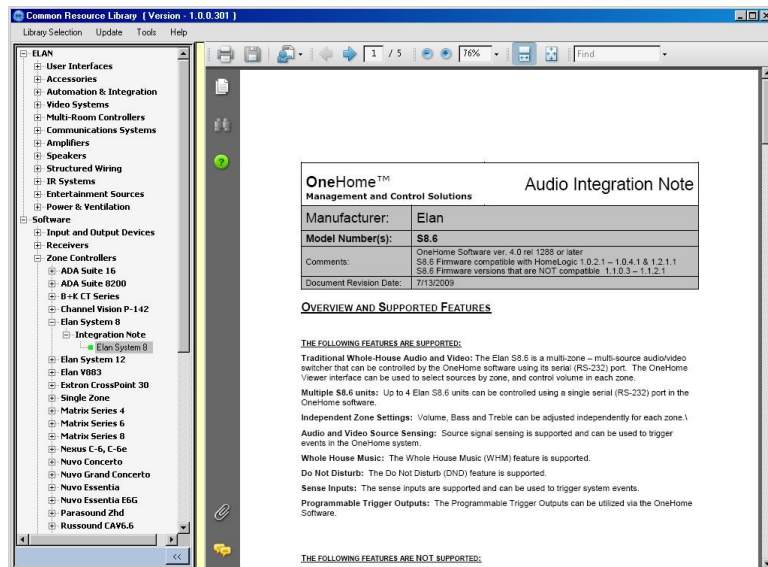 Common Resource Library ( Version - 1.0.0.301 )
Library Selection Update Tools Help
ELAN
User Interfaces
Accessories
Automation & Integration
Video Systems
Multi-Room Controllers
Communications Systems
Amplifiers
Speakers
Structured Wiring
IR Systems
Entertainment Sources
Power & Ventilation
Software
Input and Output Devices
Receivers
Zone Controllers
ADA Suite 16
ADA Suite 8200
B+K CT Series
Channel Vision P-142
Elan System 8
Integration Note
Elan System 8
Elan System 12
Elan V883
Extron CrossPoint 30
Single Zone
Matrix Series 4
Matrix Series 6
Matrix Series 8
Nexus C-6, C-6e
Nuvo Concerto
Nuvo Grand Concerto
Nuvo Essentia
Nuvo Essentia E6G
Parasound Zhd
Russound CAV6.6
<<
1 / 5 76% Find
OneHome™
Management and Control Solutions
Audio Integration Note
Manufacturer: Elan
Model Number(s): S8.6
Comments:
OneHome Software ver. 4.0 rel 1288 or later
S8.6 Firmware compatible with HomeLogic 1.0.2.1 – 1.0.4.1 & 1.2.1.1
S8.6 Firmware versions that are NOT compatible 1.1.0.3 – 1.1.2.1
Document Revision Date: 7/13/2009
OVERVIEW AND SUPPORTED FEATURES
THE FOLLOWING FEATURES ARE SUPPORTED:
Traditional Whole-House Audio and Video: The Elan S8.6 is a multi-zone – multi-source audio/video
switcher that can be controlled by the OneHome software using its serial (RS-232) port. The OneHome
Viewer interface can be used to select sources by zone, and control volume in each zone.
Multiple S8.6 units: Up to 4 Elan S8.6 units can be controlled using a single serial (RS-232) port in the
OneHome software.
Independent Zone Settings: Volume, Bass and Treble can be adjusted independently for each zone.\
Audio and Video Source Sensing: Source signal sensing is supported and can be used to trigger
events in the OneHome system.
Whole House Music: The Whole House Music (WHM) feature is supported.
Do Not Disturb: The Do Not Disturb (DND) feature is supported.
Sense Inputs: The sense inputs are supported and can be used to trigger system events.
Programmable Trigger Outputs: The Programmable Trigger Outputs can be utilized via the OneHome
Software.
THE FOLLOWING FEATURES ARE NOT SUPPORTED: